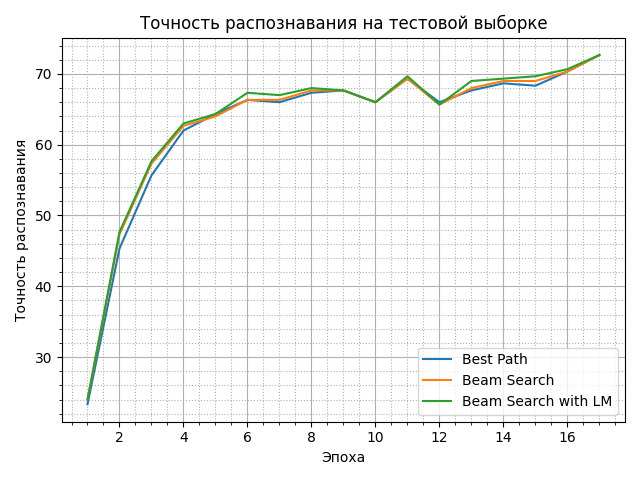 Точность распознавания на тестовой выборке
Точность распознавания
70
60
50
40
30
2 4 6 8 10 12 14 16
Эпоха
Best Path
Beam Search
Beam Search with LM